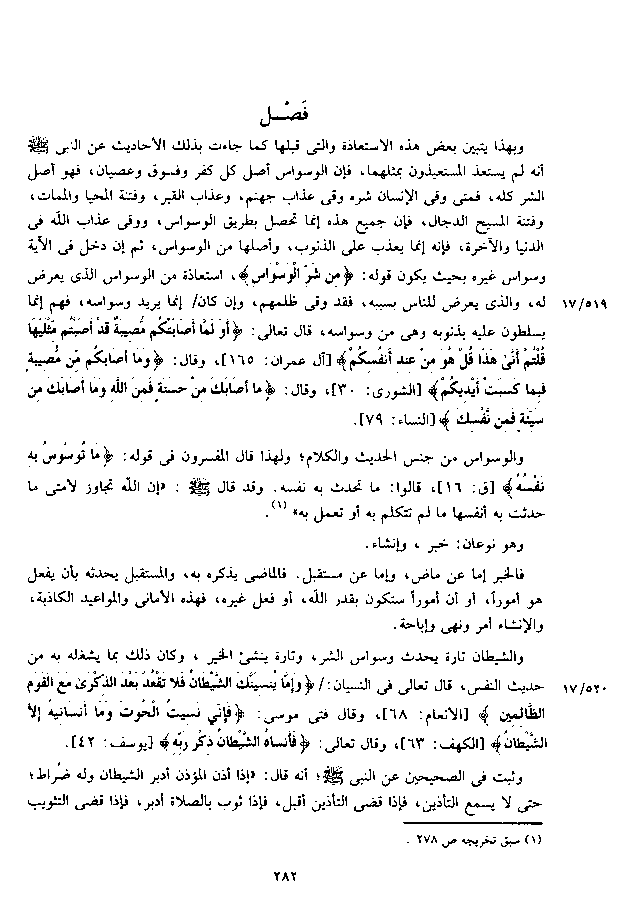 فَصْــل
وبهذا يتبين بعض هذه الاستعاذة والتى قبلها كما جاءت بذلك الأحاديث عن النبى ﷺ
أنه لم يستعذ المستعيذون بمثلهما، فإن الوسواس أصل كل كفر وفسوق وعصيان، فهو أصل
الشر كله، فمتى وقى الإنسان شره وقى عذاب جهنم، وعذاب القبر، وفتنة المحيا والممات،
وفتنة المسيح الدجال، فإن جميع هذه إنما تحصل بطريق الوسواس، ووقى عذاب الله فى
الدنيا والآخرة، فإنه إنما يعذب على الذنوب، وأصلها من الوسواس، ثم إن دخل فى الآية
وسواس غيره بحيث يكون قوله: ﴿مِن شَرِّ الْوَسْوَاسِ﴾، استعاذة من الوسواس الذى يعرض
١٧/٥١٩ له، والذى يعرض للناس بسببه، فقد وقى ظلمهم، وإن كان/ إنما يريد وسواسه، فهم إنما
يسلطون عليه بذنوبه وهى من وسواسه، قال تعالى: ﴿أَوَ لَمَّا أَصَابَتْكُم مُّصِيبَةٌ قَدْ أَصَبْتُم مِّثْلَيْهَا
قُلْتُمْ أَنَّىٰ هَٰذَا قُلْ هُوَ مِنْ عِندِ أَنفُسِكُمْ﴾ [آل عمران: ١٦٥]، وقال: ﴿وَمَا أَصَابَكُم مِّن مُّصِيبَةٍ
فَبِمَا كَسَبَتْ أَيْدِيكُمْ﴾ [الشورى: ٣٠]، وقال: ﴿مَا أَصَابَكَ مِنْ حَسَنَةٍ فَمِنَ اللَّهِ وَمَا أَصَابَكَ مِن
سَيِّئَةٍ فَمِن نَّفْسِكَ﴾ [النساء: ٧٩].
والوسواس من جنس الحديث والكلام؛ ولهذا قال المفسرون فى قوله: ﴿مَا تُوَسْوِسُ بِهِ
نَفْسُهُ﴾ [ق: ١٦]، قالوا: ما تحدث به نفسه. وقد قال ﷺ : «إن الله تجاوز لأمتى ما
حدثت به أنفسها ما لم تتكلم به أو تعمل به» (١).
وهو نوعان: خبر ، وإنشاء.
فالخبر إما عن ماض، وإما عن مستقبل. فالماضى يذكره به، والمستقبل يحدثه بأن يفعل
هو أموراً، أو أن أموراً ستكون بقدر الله، أو فعل غيره، فهذه الأمانى والمواعيد الكاذبة،
والإنشاء أمر ونهى وإباحة.
والشيطان تارة يحدث وسواس الشر، وتارة ينسئ الخير ، وكان ذلك بما يشغله به من
١٧/٥٢٠ حديث النفس، قال تعالى فى النسيان:/ ﴿وَإِمَّا يُنسِيَنَّكَ الشَّيْطَانُ فَلا تَقْعُدْ بَعْدَ الذِّكْرَىٰ مَعَ الْقَوْمِ
الظَّالِمِينَ﴾ [الأنعام: ٦٨]، وقال فتى موسى: ﴿فَإِنِّي نَسِيتُ الْحُوتَ وَمَا أَنسَانِيهُ إِلاَّ
الشَّيْطَانُ﴾ [الكهف: ٦٣]، وقال تعالى: ﴿فَأَنسَاهُ الشَّيْطَانُ ذِكْرَ رَبِّهِ﴾ [يوسف: ٤٢].
وثبت فى الصحيحين عن النبى ﷺ؛ أنه قال: «إذا أذن المؤذن أدبر الشيطان وله ضُراط؛
حتى لا يسمع التأذين، فإذا قضى التأذين أقبل، فإذا ثوب بالصلاة أدبر، فإذا قضى التثويب
(١) سبق تخريجه ص ٢٧٨ .
٢٨٢